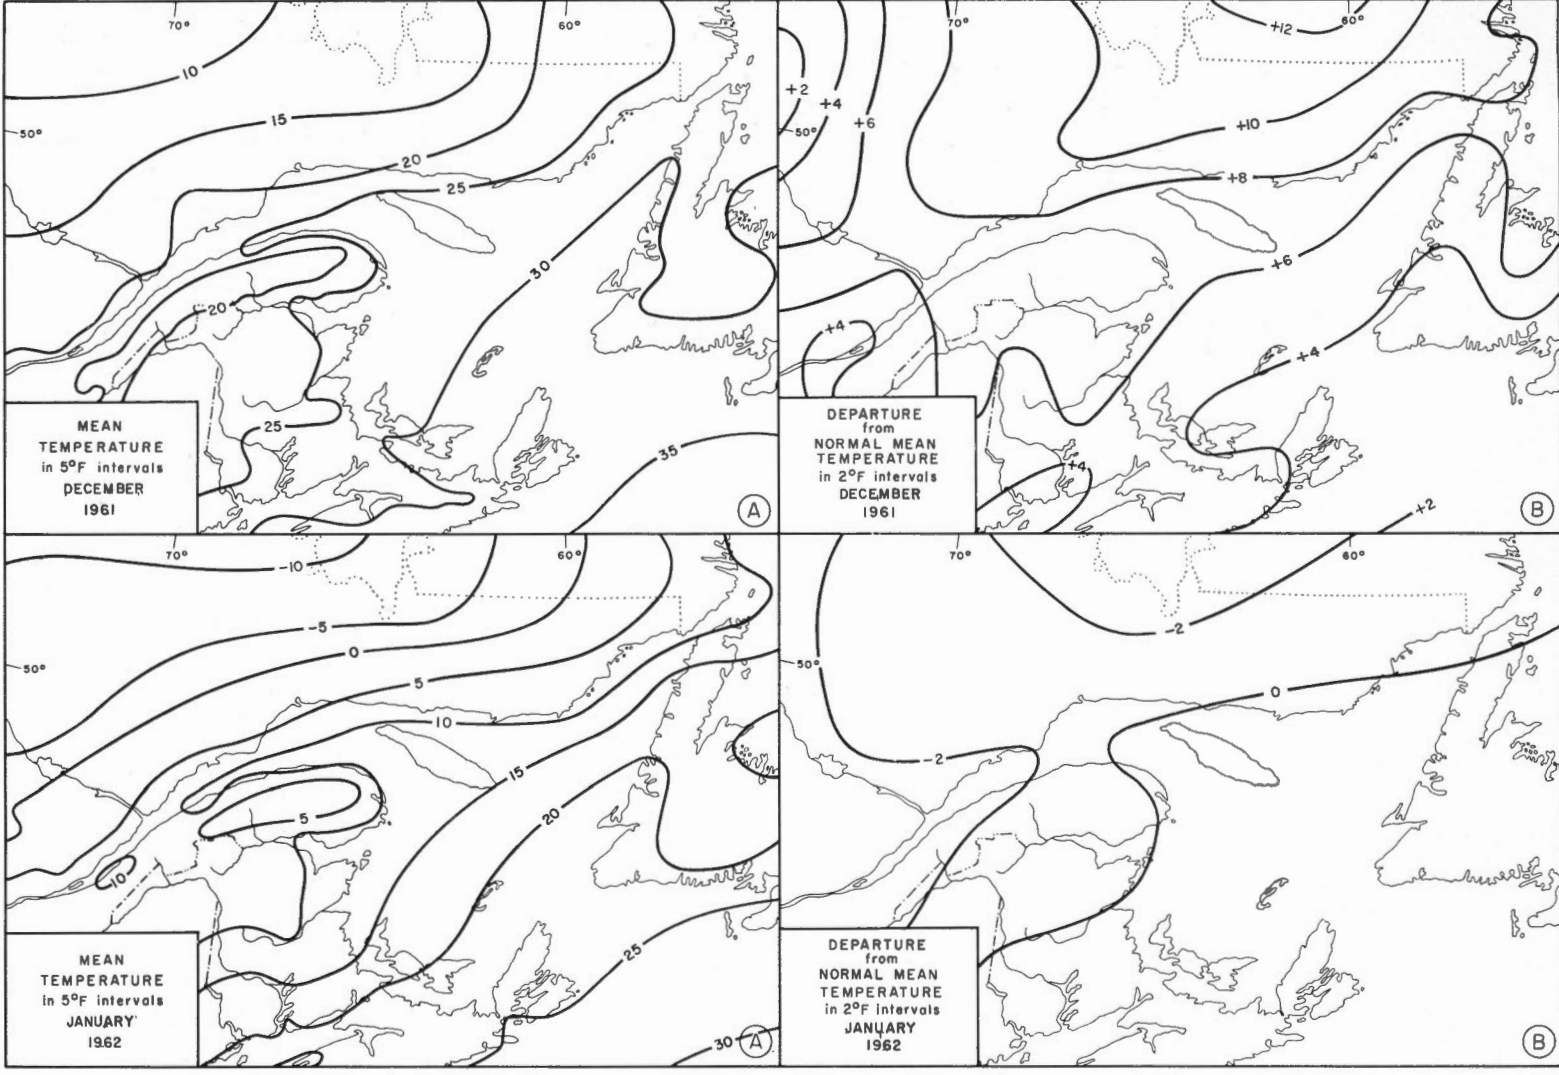 70°
60°
10
15
50°
20
25
30
20
25
35
MEAN
TEMPERATURE
in 5°F intervals
DECEMBER
1961
A
70°
60°
+12
+2
+4
+6
50°
+10
+8
+6
+4
+4
+4
+2
DEPARTURE
from
NORMAL MEAN
TEMPERATURE
in 2°F intervals
DECEMBER
1961
B
70°
60°
-10
-5
0
50°
5
10
15
20
5
10
25
30
MEAN
TEMPERATURE
in 5°F intervals
JANUARY
1962
A
70°
60°
-2
50°
0
-2
DEPARTURE
from
NORMAL MEAN
TEMPERATURE
in 2°F intervals
JANUARY
1962
B